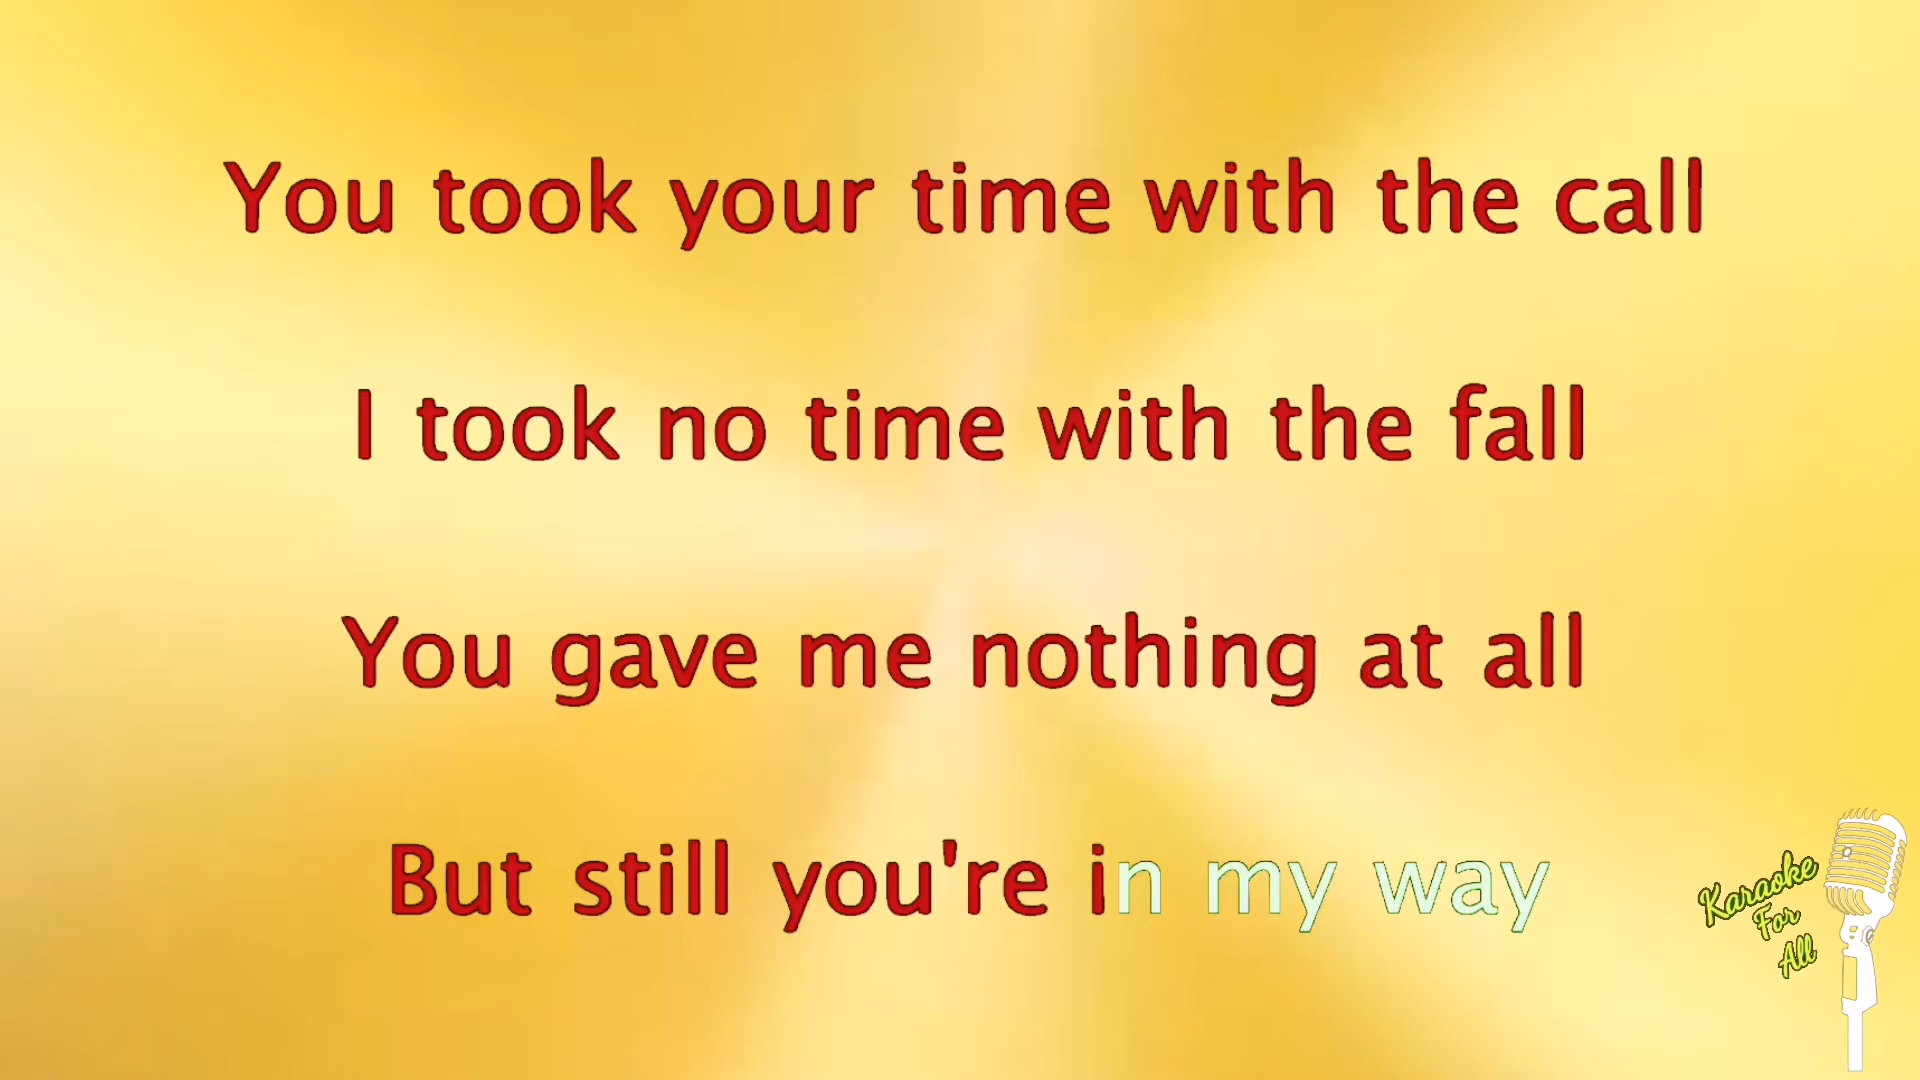 You took your time with the call
I took no time with the fall
You gave me nothing at all
But still you're in my way
Karaoke
For
All